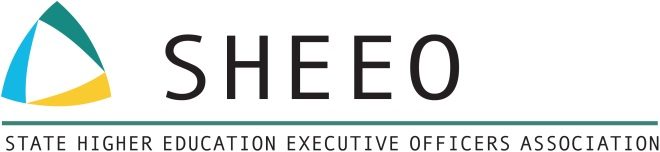 SHEEO
STATE HIGHER EDUCATION EXECUTIVE OFFICERS ASSOCIATION